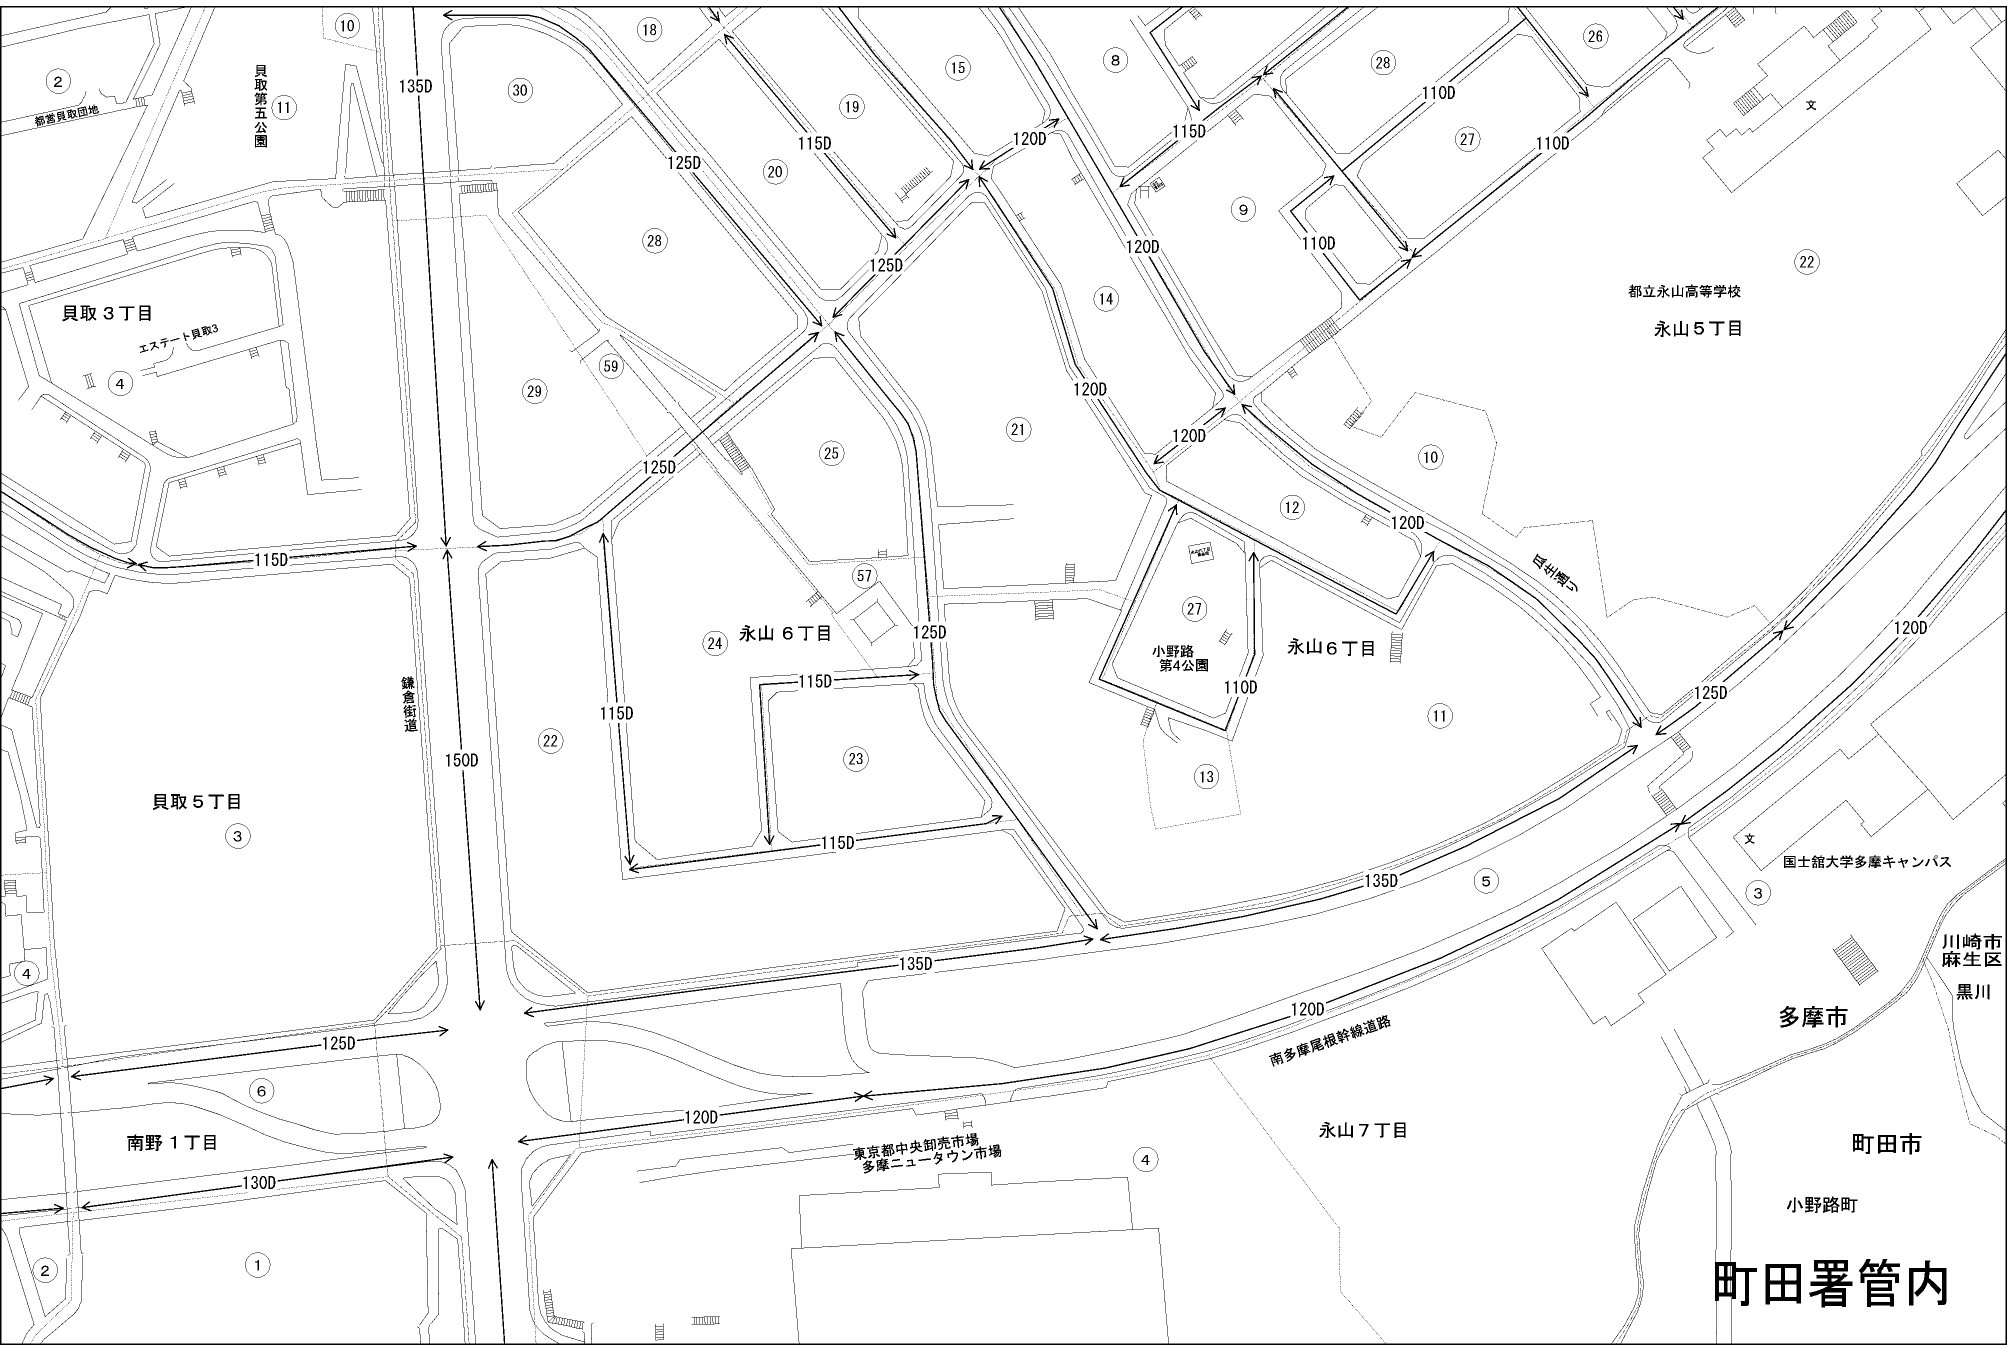 ⑩
⑱
⑮
⑧
㉘
㉖
②
135D
㉚
貝取第五公園
⑪
⑲
110D
文
都営貝取団地
115D
120D
115D
㉗
110D
125D
⑳
⑨
㉘
120D
110D
125D
㉒
都立永山高等学校
永山５丁目
貝取３丁目
⑭
エステート貝取3
59
④
㉙
120D
㉑
120D
㉕
125D
⑩
⑫
120D
115D
瓜生通り
57
㉗
永山６丁目
㉔
125D
120D
小野路
第4公園
永山６丁目
115D
110D
125D
鎌倉街道
115D
⑪
㉒
150D
㉓
⑬
貝取５丁目
③
115D
文
国士舘大学多摩キャンパス
135D
⑤
③
川崎市
麻生区
黒川
④
135D
120D
多摩市
南多摩尾根幹線道路
125D
⑥
120D
永山７丁目
南野１丁目
町田市
東京都中央卸売市場
多摩ニュータウン市場
④
130D
小野路町
②
①
町田署管内